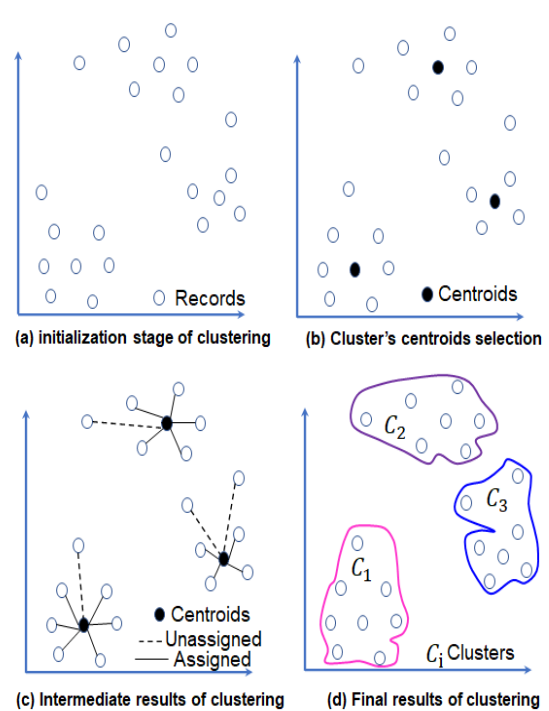 Records
Centroids
(a) initialization stage of clustering
(b) Cluster's centroids selection
C₂
C₃
C₁
Centroids
Unassigned
Assigned
Cᵢ Clusters
(c) Intermediate results of clustering
(d) Final results of clustering